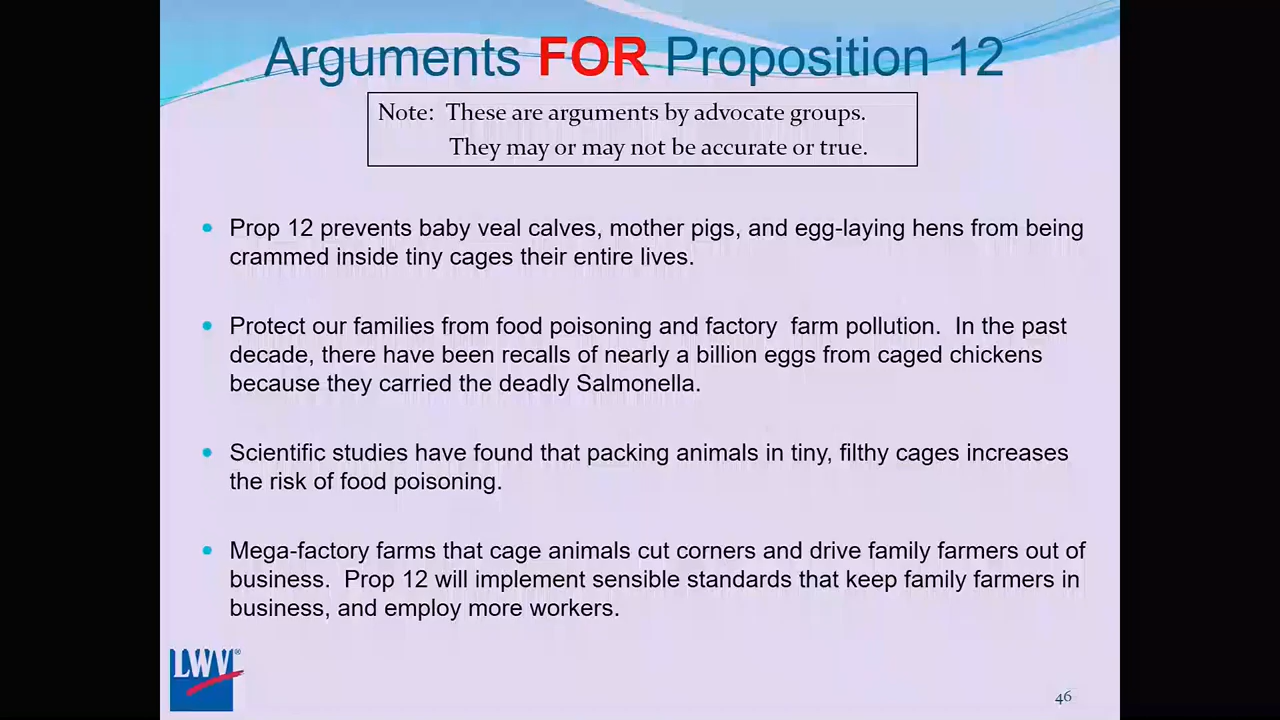 Arguments FOR Proposition 12
Note: These are arguments by advocate groups.
They may or may not be accurate or true.
• Prop 12 prevents baby veal calves, mother pigs, and egg-laying hens from being
crammed inside tiny cages their entire lives.
• Protect our families from food poisoning and factory farm pollution. In the past
decade, there have been recalls of nearly a billion eggs from caged chickens
because they carried the deadly Salmonella.
• Scientific studies have found that packing animals in tiny, filthy cages increases
the risk of food poisoning.
• Mega-factory farms that cage animals cut corners and drive family farmers out of
business. Prop 12 will implement sensible standards that keep family farmers in
business, and employ more workers.
LWV®
46